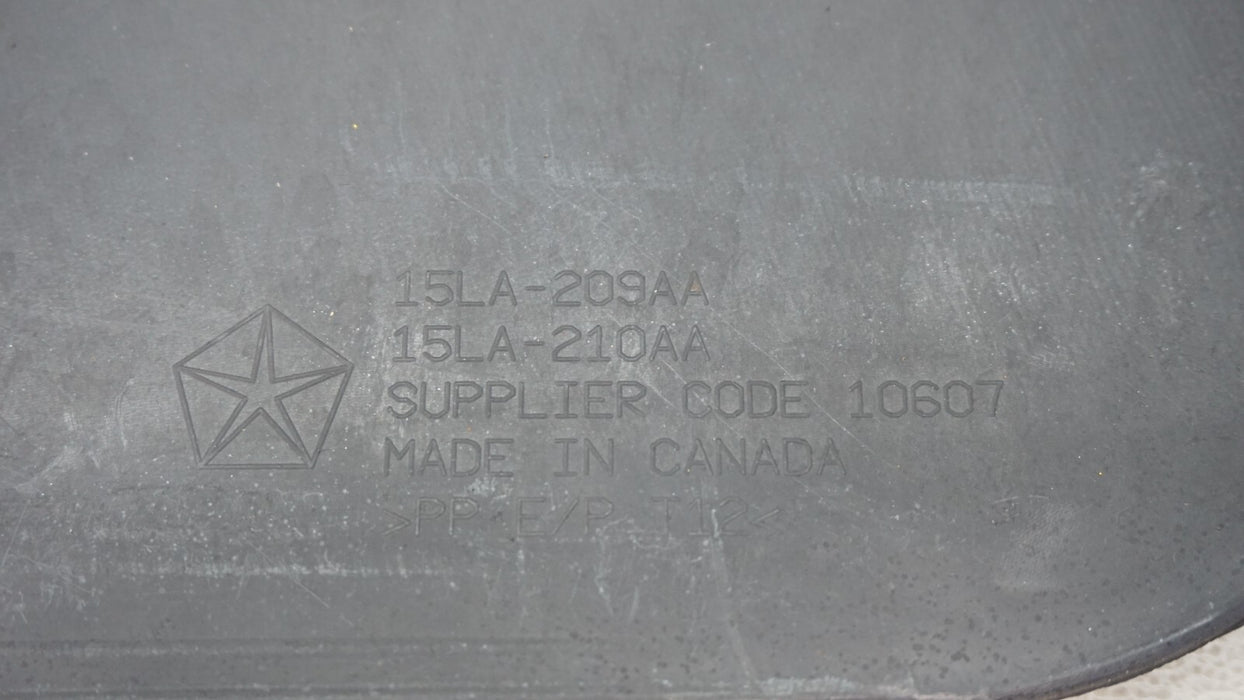 15LA-209AA
15LA-210AA
SUPPLIER CODE 10607
MADE IN CANADA
>PP E/P T12<